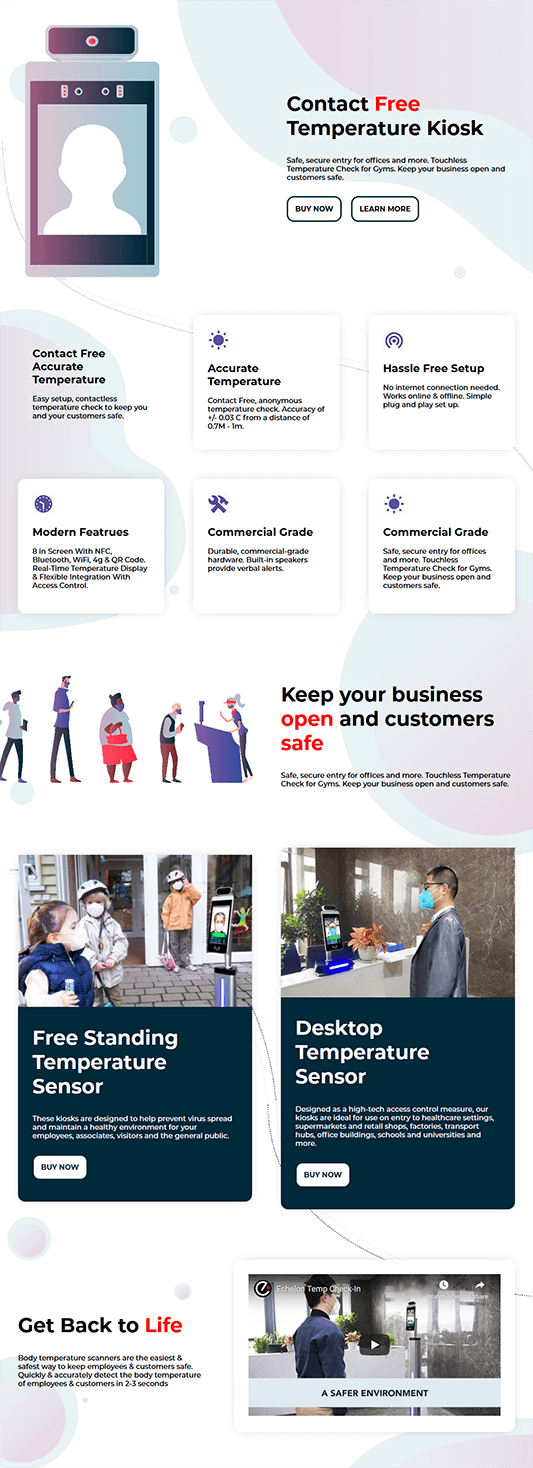 Contact Free
Temperature Kiosk
Safe, secure entry for offices and more. Touchless
Temperature Check for Gyms. Keep your business open and
customers safe.
BUY NOW
LEARN MORE
Contact Free
Accurate
Temperature
Easy setup, contactless
temperature check to keep you
and your customers safe.
Accurate
Temperature
Contact Free, anonymous
temperature check. Accuracy of
+/- 0.03 C from a distance of
0.7M - 1m.
Hassle Free Setup
No internet connection needed.
Works online & offline. Simple
plug and play set up.
Modern Featrues
8 in Screen With NFC,
Bluetooth, WiFi, 4g & QR Code.
Real-Time Temperature Display
& Flexible Integration With
Access Control.
Commercial Grade
Durable, commercial-grade
hardware. Built-in speakers
provide verbal alerts.
Commercial Grade
Safe, secure entry for offices
and more. Touchless
Temperature Check for Gyms.
Keep your business open and
customers safe.
Keep your business
open and customers
safe
Safe, secure entry for offices and more. Touchless Temperature
Check for Gyms. Keep your business open and customers safe.
Free Standing
Temperature
Sensor
These kiosks are designed to help prevent virus spread
and maintain a healthy environment for your
employees, associates, visitors and the general public.
BUY NOW
Desktop
Temperature
Sensor
Designed as a high-tech access control measure, our
kiosks are ideal for use on entry to healthcare settings,
supermarkets and retail shops, factories, transport
hubs, office buildings, schools and universities and
more.
BUY NOW
Get Back to Life
Body temperature scanners are the easiest &
safest way to keep employees & customers safe.
Quickly & accurately detect the body temperature
of employees & customers in 2-3 seconds
Echelon Temp Check-In
Watch later
Share
A SAFER ENVIRONMENT